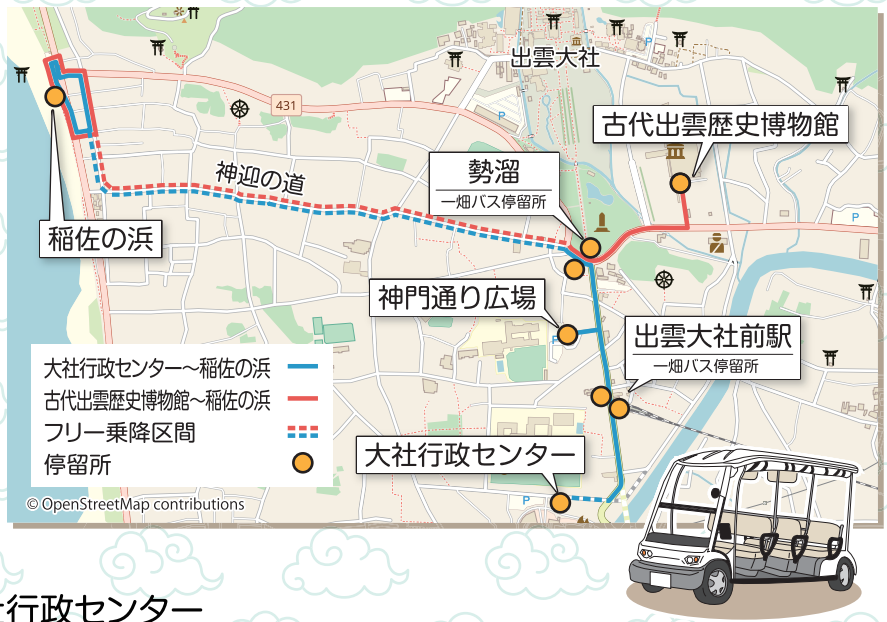 出雲大社
431
古代出雲歴史博物館
勢溜
一畑バス停留所
神迎の道
稲佐の浜
P
P
神門通り広場
P
出雲大社前駅
一畑バス停留所
大社行政センター～稲佐の浜
古代出雲歴史博物館～稲佐の浜
フリー乗降区間
停留所
大社行政センター
P
© OpenStreetMap contributions
行政センター